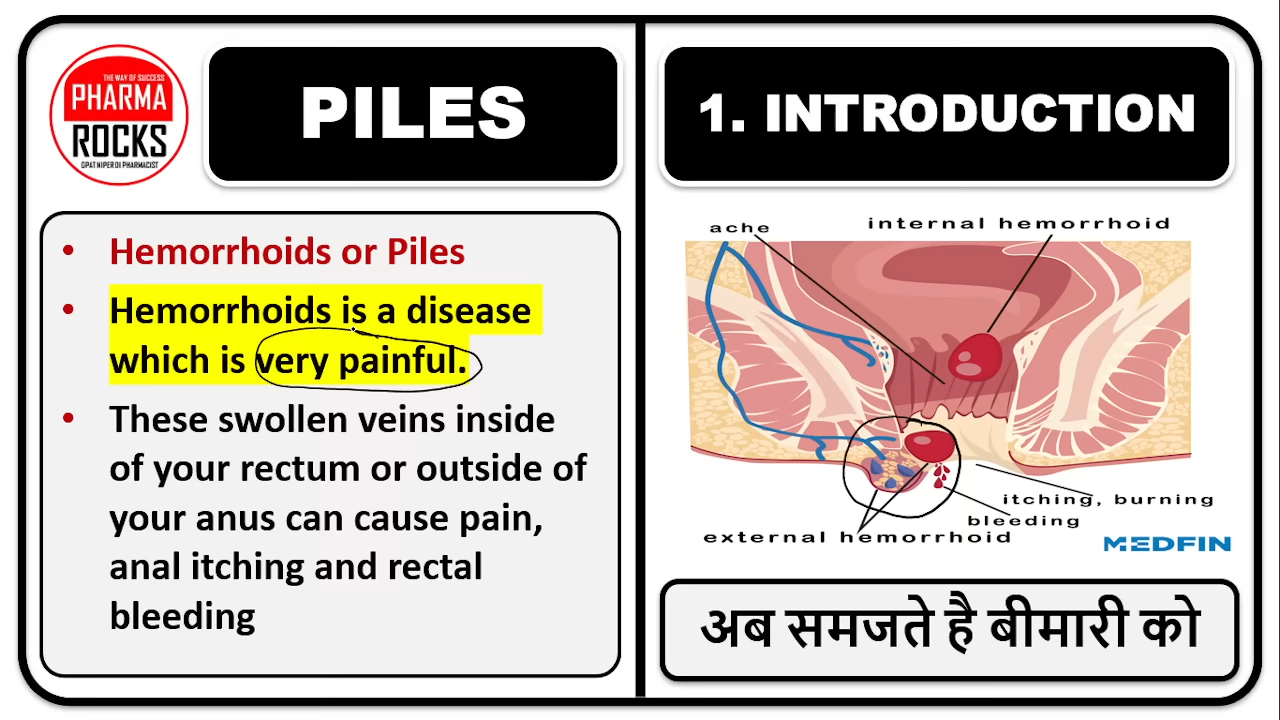 THE WAY OF SUCCESS
PHARMA
ROCKS
GPAT NIPER DI PHARMACIST
PILES
• Hemorrhoids or Piles
• Hemorrhoids is a disease
which is very painful.
• These swollen veins inside
of your rectum or outside of
your anus can cause pain,
anal itching and rectal
bleeding
1. INTRODUCTION
ache
internal hemorrhoid
itching, burning
bleeding
external hemorrhoid
MEDFIN
अब समजते है बीमारी को